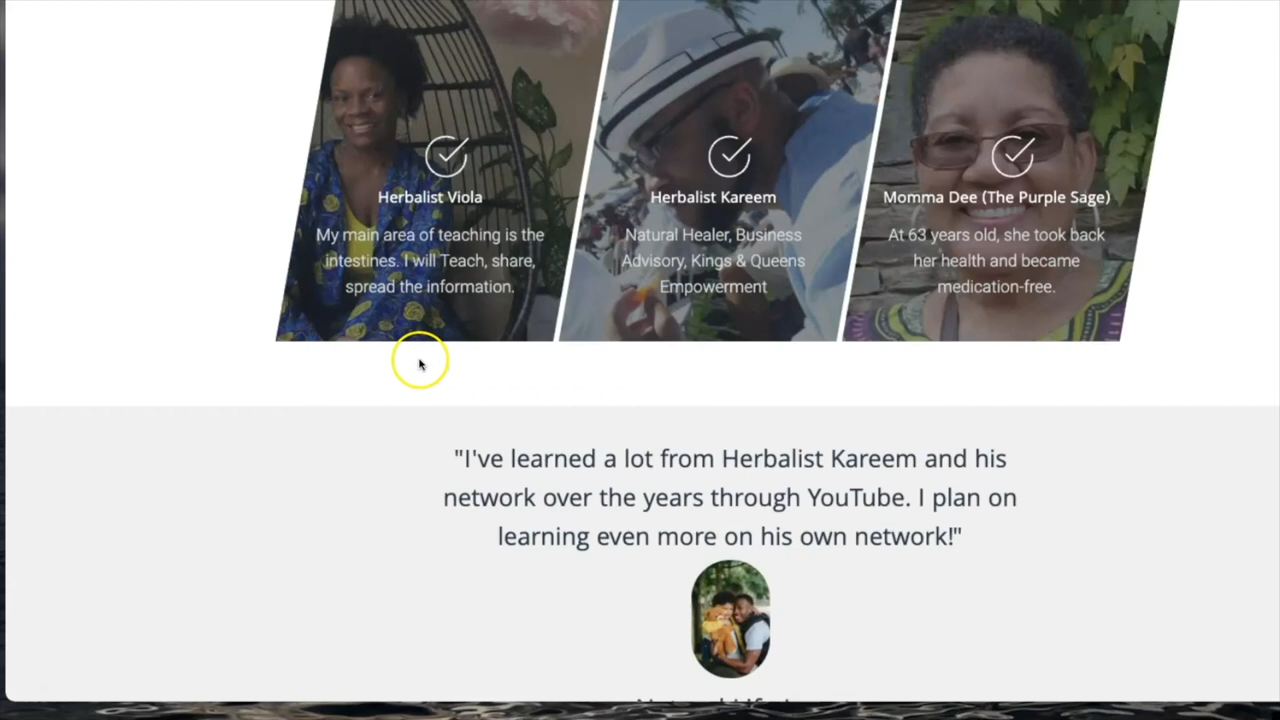 Herbalist Viola
My main area of teaching is the
intestines. I will Teach, share,
spread the information.
Herbalist Kareem
Natural Healer, Business
Advisory, Kings & Queens
Empowerment
Momma Dee (The Purple Sage)
At 63 years old, she took back
her health and became
medication-free.
"I've learned a lot from Herbalist Kareem and his
network over the years through YouTube. I plan on
learning even more on his own network!"